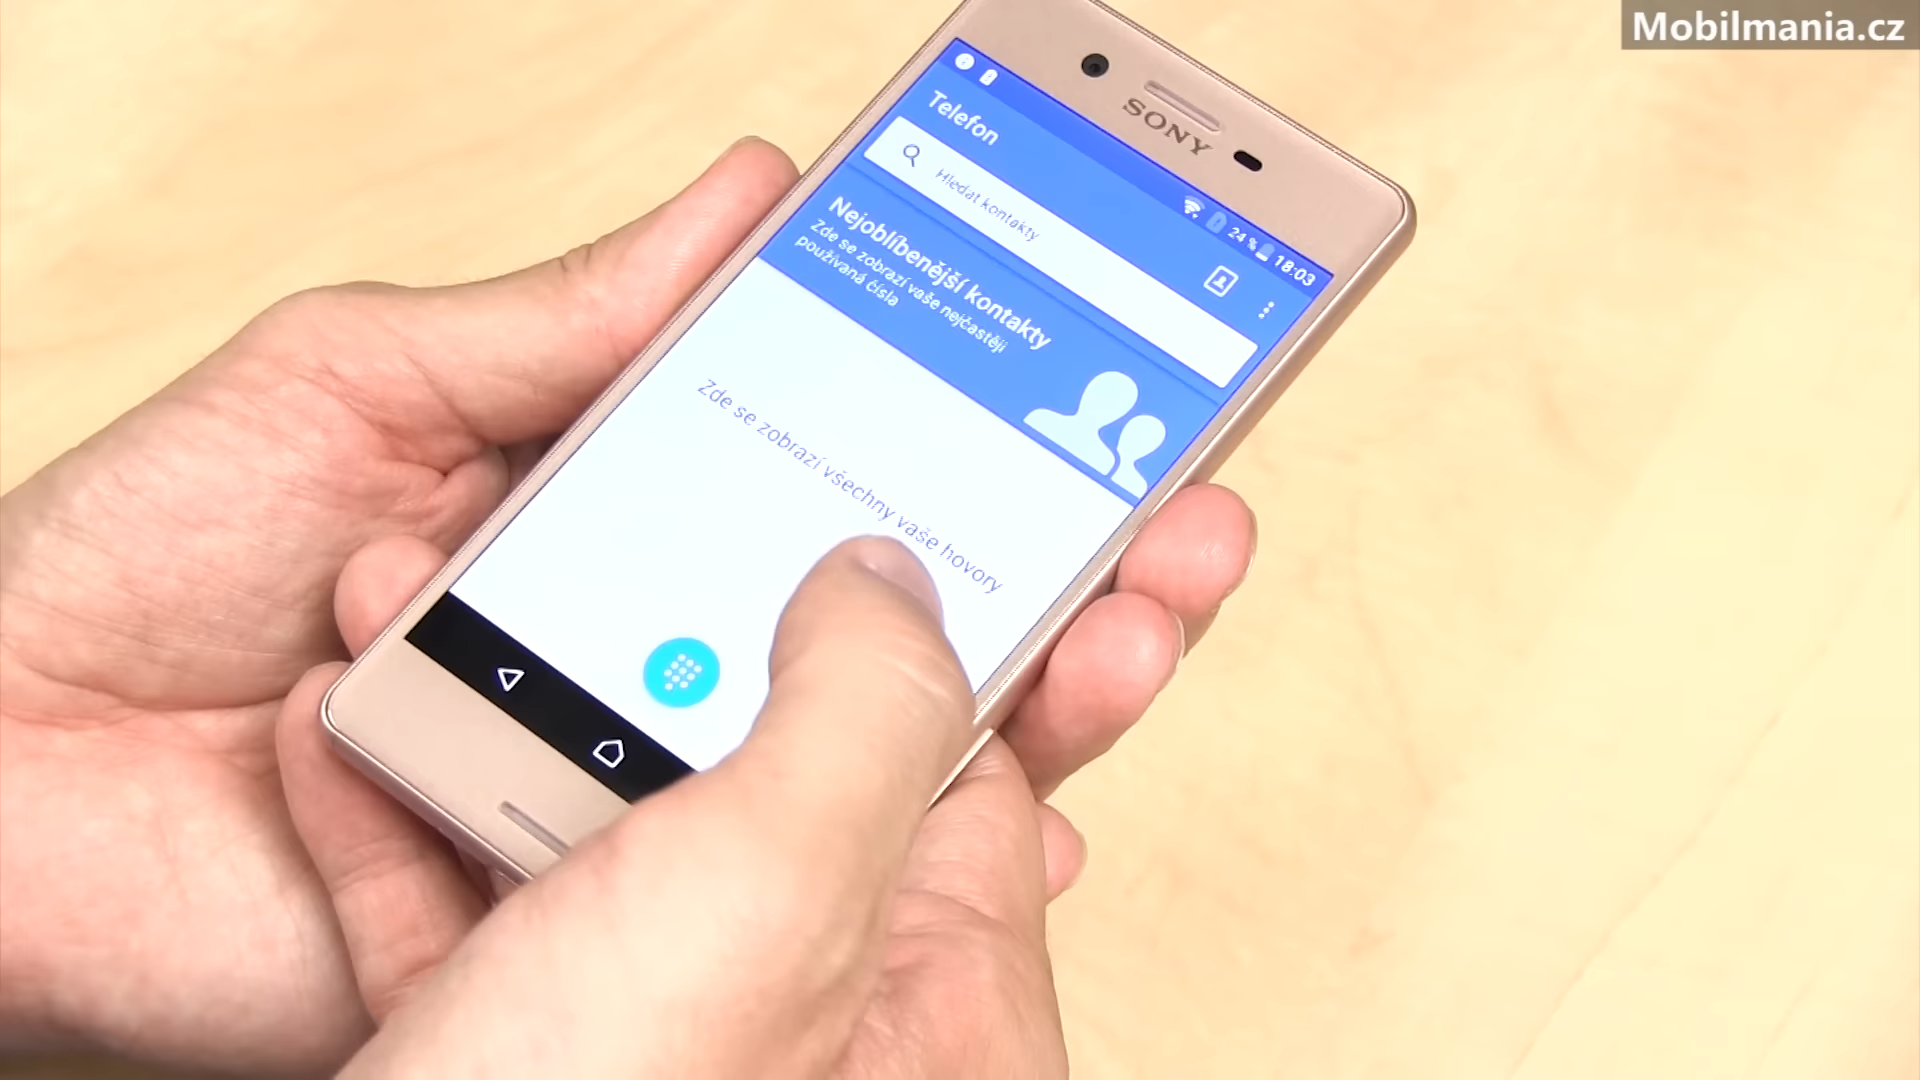 Mobilmania.cz
SONY
24 %
18:03
Telefon
Hledat kontakty
Nejoblíbenější kontakty
Zde se zobrazí vaše nejčastěji
používaná čísla
Zde se zobrazí všechny vaše hovory